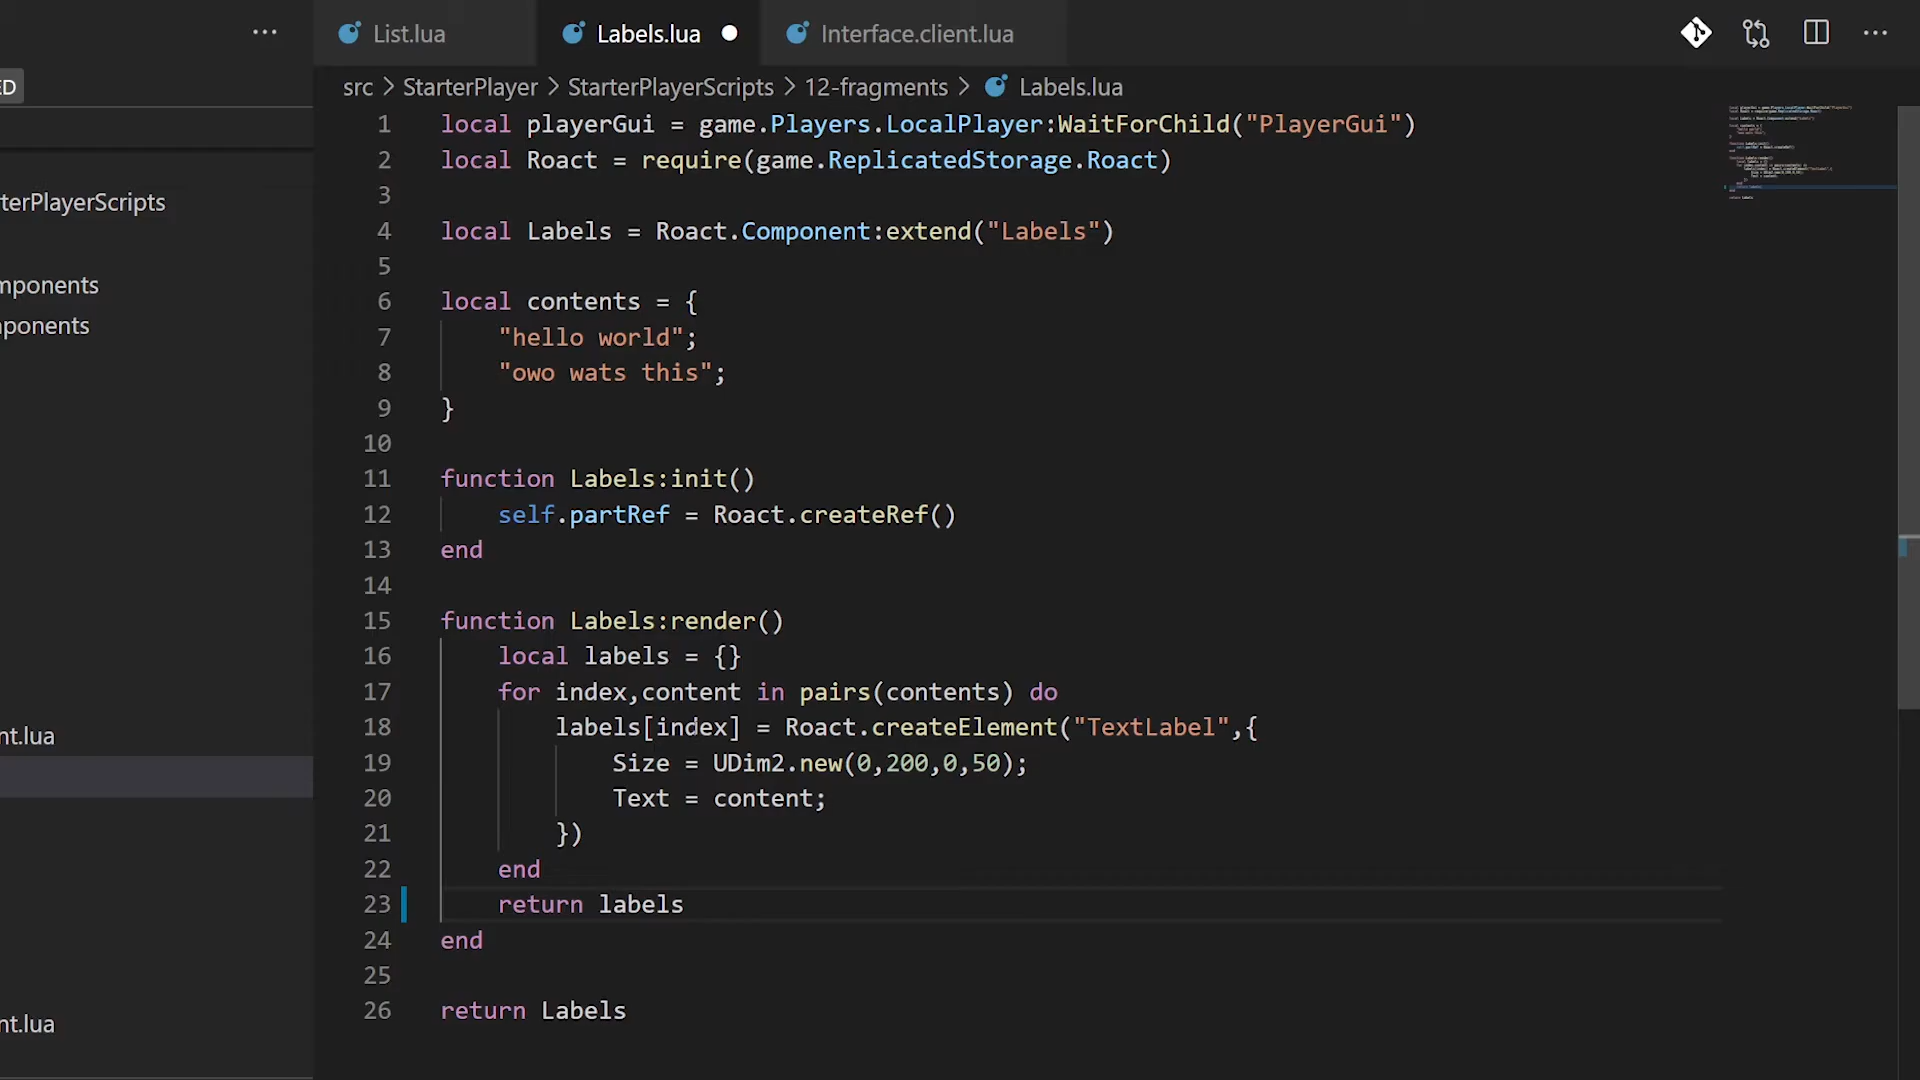 List.lua Labels.lua Interface.client.lua
ED
src > StarterPlayer > StarterPlayerScripts > 12-fragments > Labels.lua
terPlayerScripts
mponents
ponents
nt.lua
nt.lua
1 local playerGui = game.Players.LocalPlayer:WaitForChild("PlayerGui")
2 local Roact = require(game.ReplicatedStorage.Roact)
3
4 local Labels = Roact.Component:extend("Labels")
5
6 local contents = {
7 "hello world";
8 "owo wats this";
9 }
10
11 function Labels:init()
12 self.partRef = Roact.createRef()
13 end
14
15 function Labels:render()
16 local labels = {}
17 for index,content in pairs(contents) do
18 labels[index] = Roact.createElement("TextLabel",{
19 Size = UDim2.new(0,200,0,50);
20 Text = content;
21 })
22 end
23 return labels
24 end
25
26 return Labels